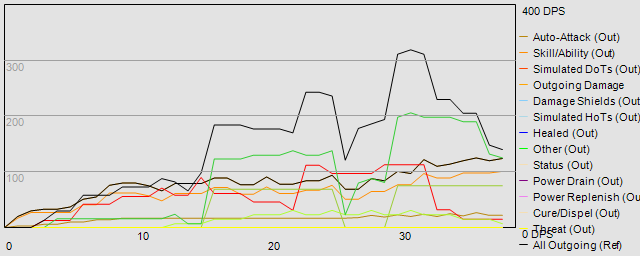 400 DPS
Auto-Attack (Out)
Skill/Ability (Out)
300
Simulated DoTs (Out)
Outgoing Damage
Damage Shields (Out)
200
Simulated HoTs (Out)
Healed (Out)
Other (Out)
Status (Out)
100
Power Drain (Out)
Power Replenish (Ou
Cure/Dispel (Out)
Threat (Out)
0 DPS
0
10
20
30
All Outgoing (Ref)